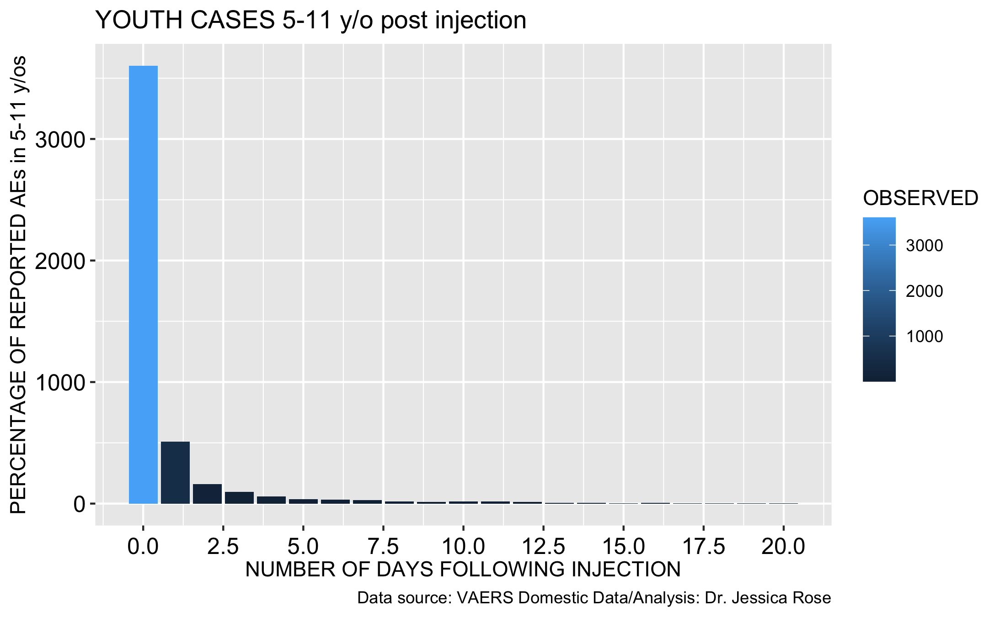 YOUTH CASES 5-11 y/o post injection
PERCENTAGE OF REPORTED AEs in 5-11 y/os
3000
2000
1000
0
0.0 2.5 5.0 7.5 10.0 12.5 15.0 17.5 20.0
NUMBER OF DAYS FOLLOWING INJECTION
OBSERVED
3000
2000
1000
Data source: VAERS Domestic Data/Analysis: Dr. Jessica Rose